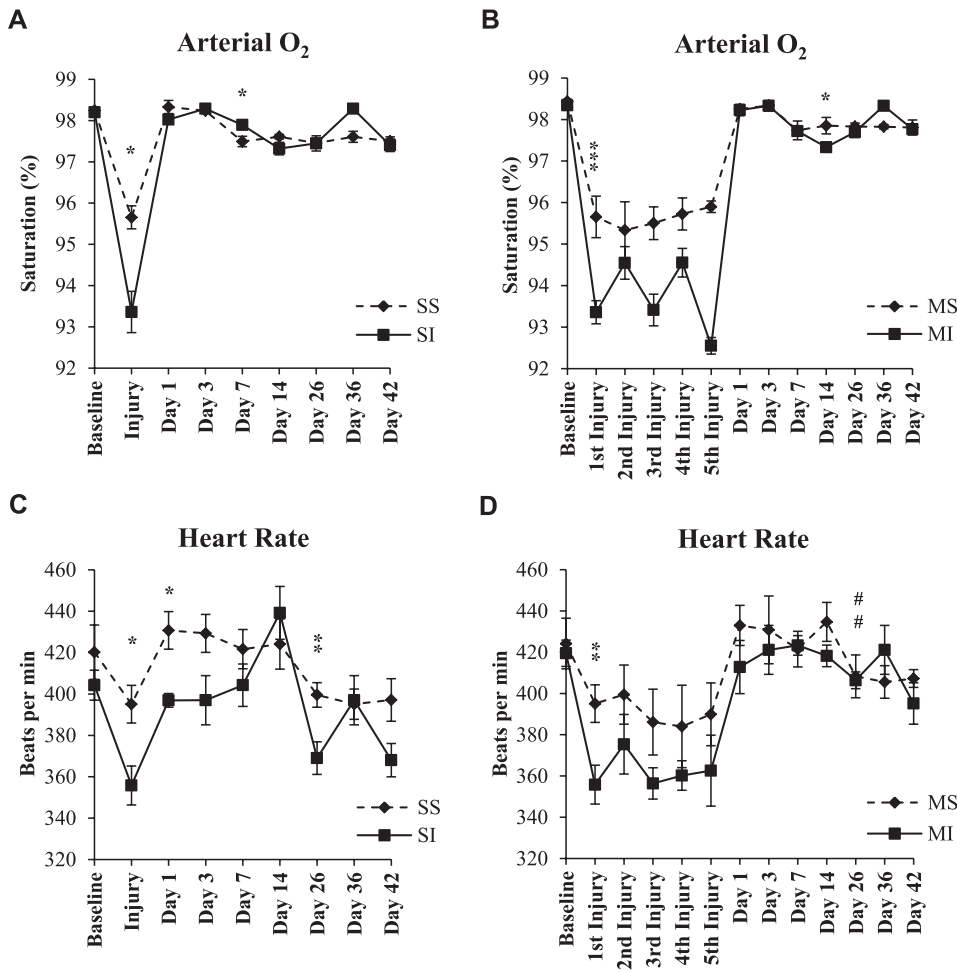 A
Arterial O₂
Saturation (%)
99
98
97
96
95
94
93
92
*
*
SS
SI
Baseline
Injury
Day 1
Day 3
Day 7
Day 14
Day 26
Day 36
Day 42
B
Arterial O₂
Saturation (%)
99
98
97
96
95
94
93
92
***
*
MS
MI
Baseline
1st Injury
2nd Injury
3rd Injury
4th Injury
5th Injury
Day 1
Day 3
Day 7
Day 14
Day 26
Day 36
Day 42
C
Heart Rate
Beats per min
460
440
420
400
380
360
340
320
*
*
**
SS
SI
Baseline
Injury
Day 1
Day 3
Day 7
Day 14
Day 26
Day 36
Day 42
D
Heart Rate
Beats per min
460
440
420
400
380
360
340
320
**
##
MS
MI
Baseline
1st Injury
2nd Injury
3rd Injury
4th Injury
5th Injury
Day 1
Day 3
Day 7
Day 14
Day 26
Day 36
Day 42